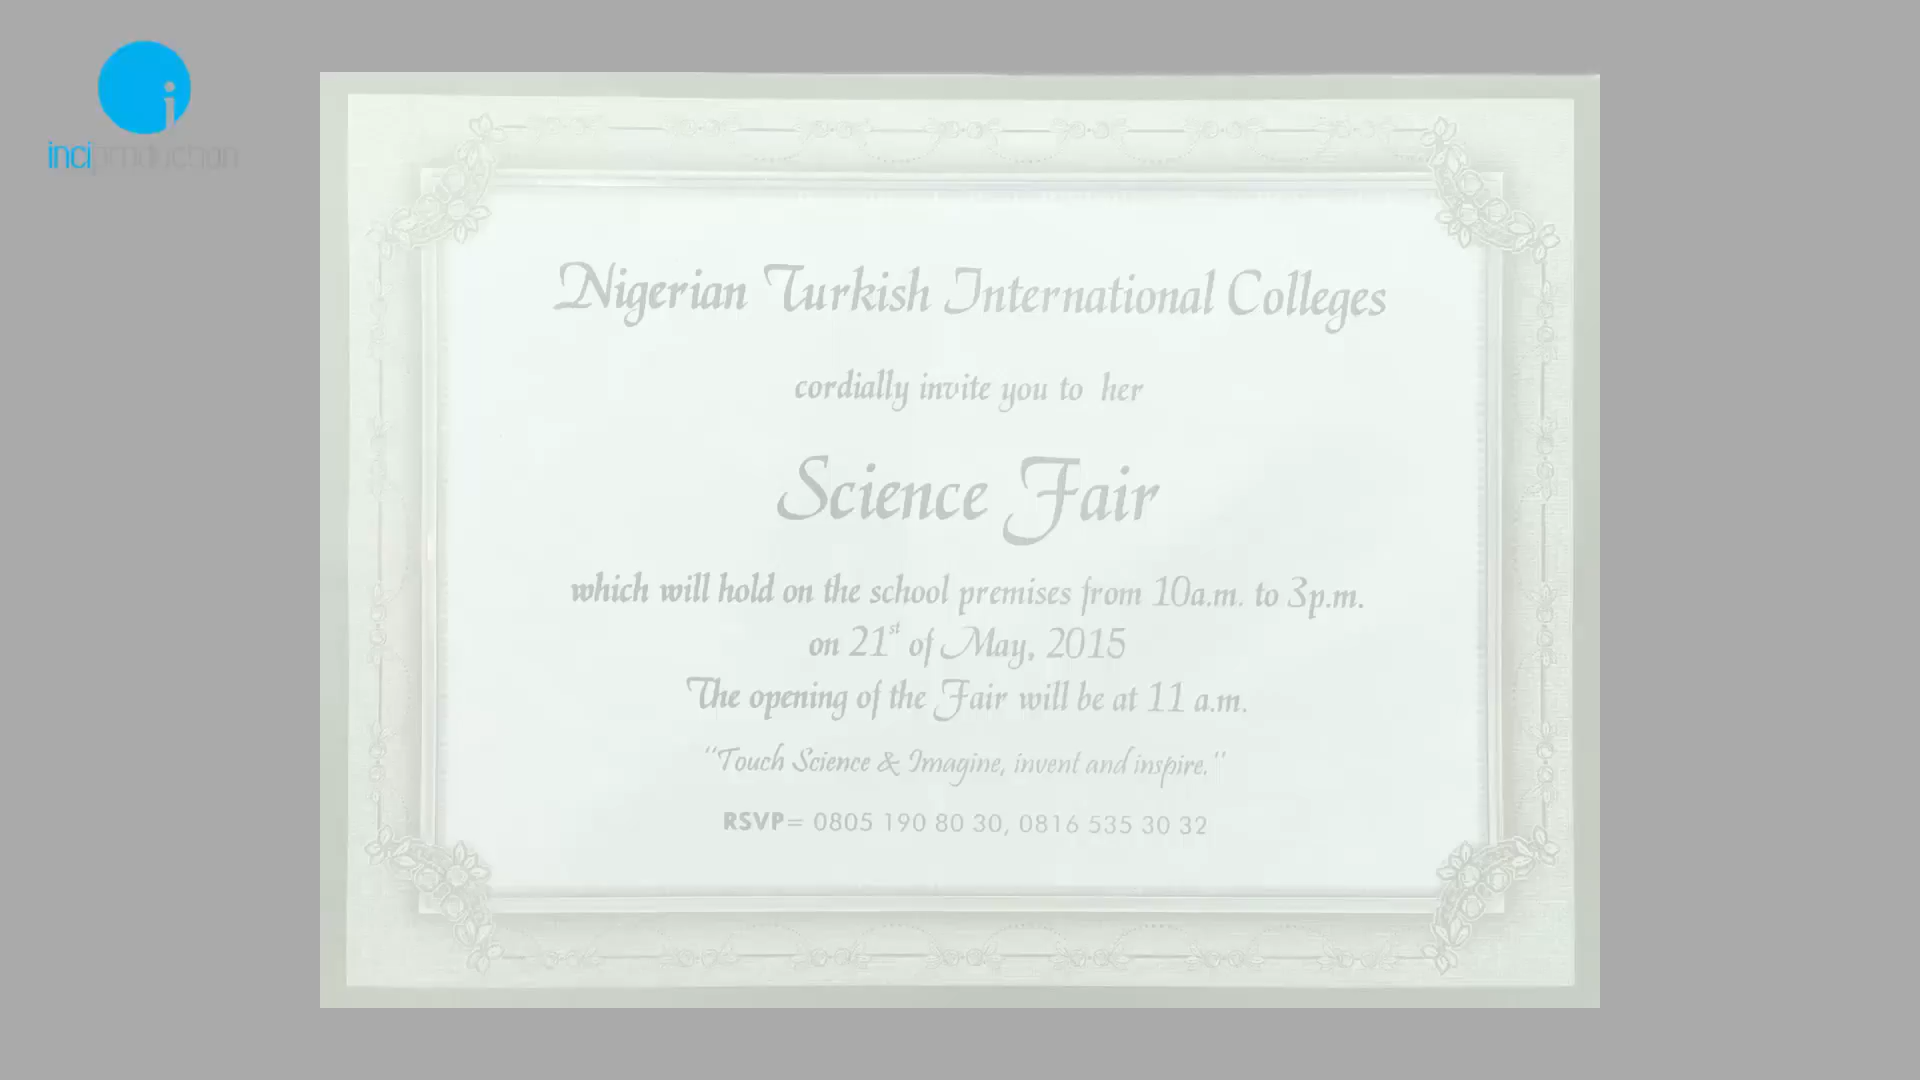 inciproduction
Nigerian Turkish International Colleges
cordially invite you to her
Science Fair
which will hold on the school premises from 10a.m. to 3p.m.
on 21st of May, 2015
The opening of the Fair will be at 11 a.m.
"Touch Science & Imagine, invent and inspire."
RSVP= 0805 190 80 30, 0816 535 30 32